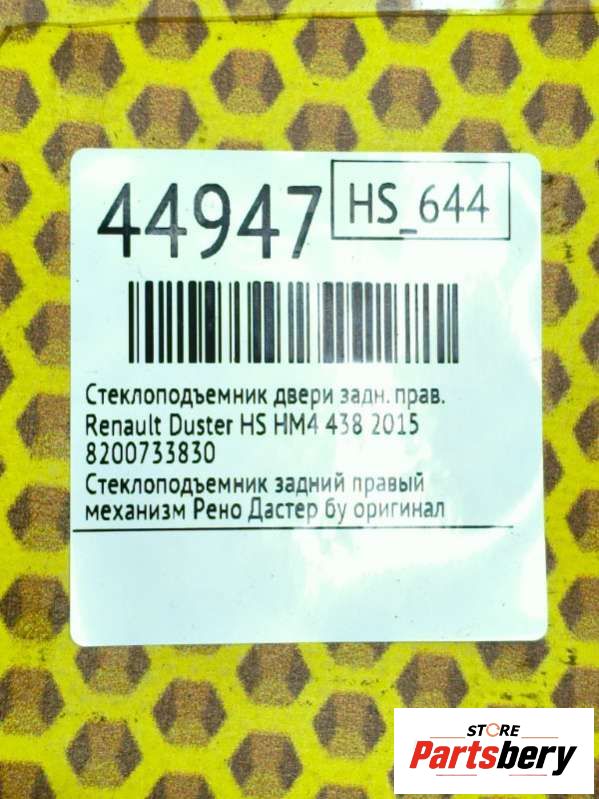 44947
HS_644
Стеклоподъемник двери задн. прав.
Renault Duster HS HM4 438 2015
8200733830
Стеклоподъемник задний правый
механизм Рено Дастер бу оригинал
STORE
Partsbery